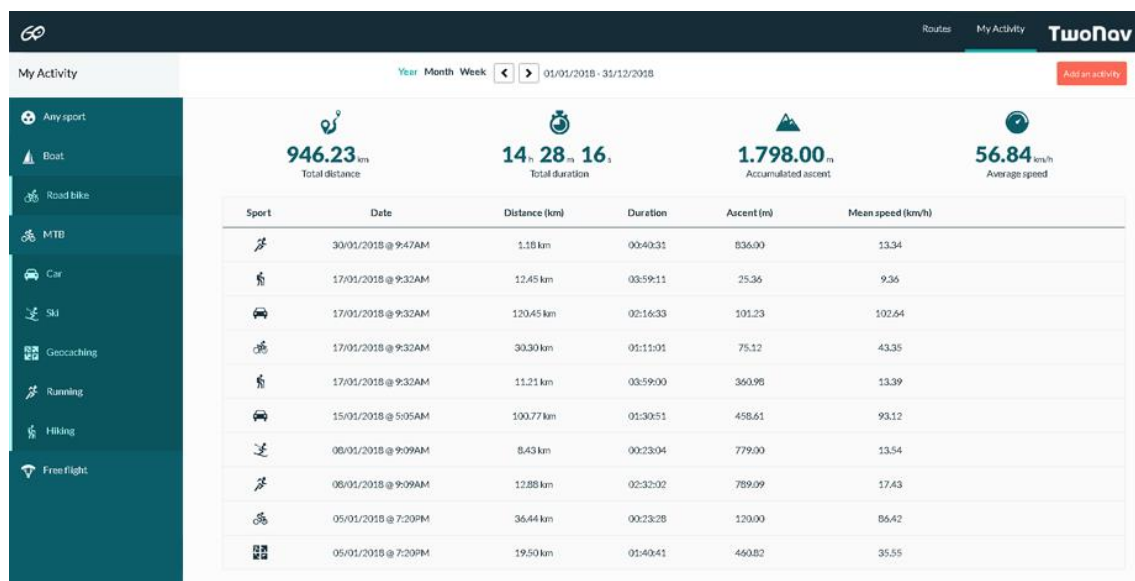 GO Routes My Activity TwoNav
My Activity Year Month Week 01/01/2018 - 31/12/2018 Add an activity
Any sport
Boat
Road bike
MTB
Car
Ski
Geocaching
Running
Hiking
Free flight
946.23 km 14 h 28 m 16 s 1.798.00 m 56.84 km/h
Total distance Total duration Accumulated ascent Average speed
Sport Date Distance (km) Duration Ascent (m) Mean speed (km/h)
30/01/2018 @ 9:47AM 1.18 km 00:40:31 836.00 13.34
17/01/2018 @ 9:32AM 12.45 km 03:59:11 25.36 9.36
17/01/2018 @ 9:32AM 120.45 km 02:16:33 101.23 102.64
17/01/2018 @ 9:32AM 30.30 km 01:11:01 75.12 43.35
17/01/2018 @ 9:32AM 11.21 km 03:59:00 360.98 13.39
15/01/2018 @ 5:05AM 100.77 km 01:30:51 458.61 93.12
08/01/2018 @ 9:09AM 8.43 km 00:23:04 779.00 13.54
08/01/2018 @ 9:09AM 12.88 km 02:32:02 789.09 17.43
05/01/2018 @ 7:20PM 36.44 km 00:23:28 120.00 86.42
05/01/2018 @ 7:20PM 19.50 km 01:40:41 460.82 35.55